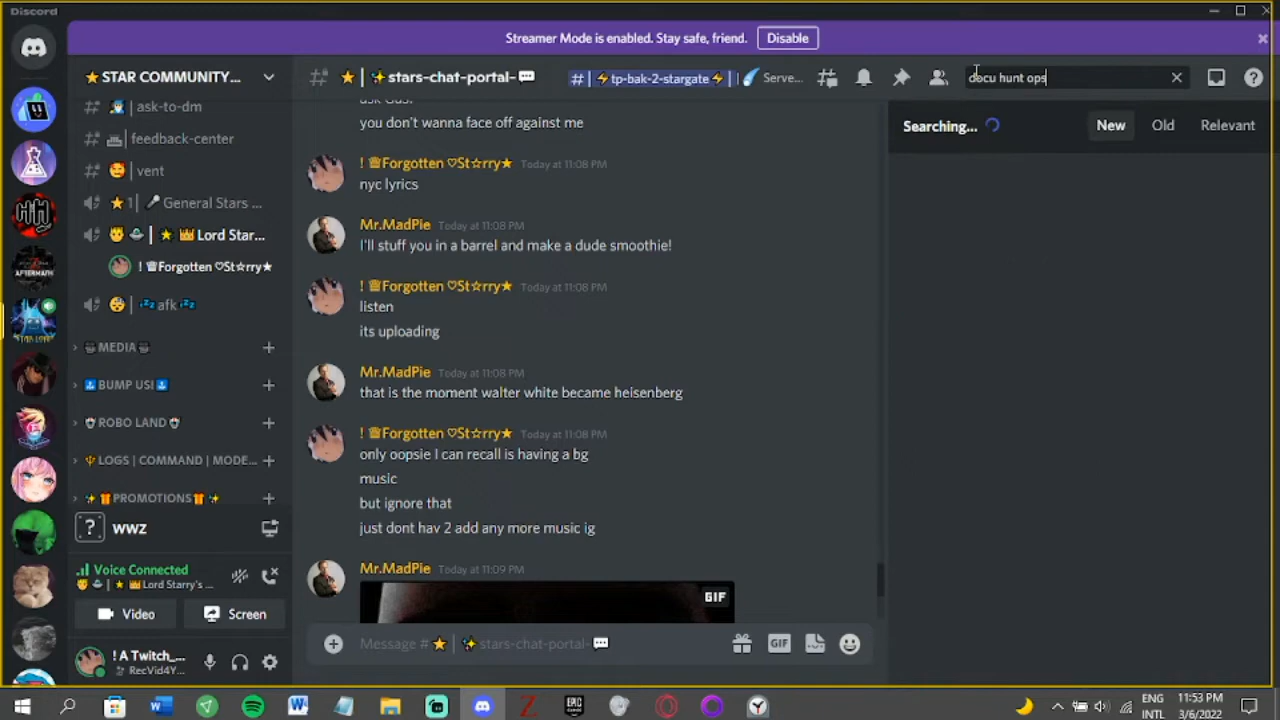 Discord
Streamer Mode is enabled. Stay safe, friend.
Disable
STAR COMMUNITY...
stars-chat-portal-
# | tp-bak-2-stargate | Serve...
docu hunt ops
ask-to-dm
feedback-center
vent
1 | General Stars ...
| Lord Star...
! Forgotten ♡St☆rry★
afk
MEDIA
BUMP US!
ROBO LAND
LOGS | COMMAND | MODE...
PROMOTIONS
? wwz
Voice Connected
| Lord Starry's ...
Video
Screen
! A Twitch_...
RecVid4Y...
you don't wanna face off against me
! Forgotten ♡St☆rry★ Today at 11:08 PM
nyc lyrics
Mr.MadPie Today at 11:08 PM
I'll stuff you in a barrel and make a dude smoothie!
! Forgotten ♡St☆rry★ Today at 11:08 PM
listen
its uploading
Mr.MadPie Today at 11:08 PM
that is the moment walter white became heisenberg
! Forgotten ♡St☆rry★ Today at 11:08 PM
only oopsie I can recall is having a bg
music
but ignore that
just dont hav 2 add any more music ig
Mr.MadPie Today at 11:09 PM
GIF
Message # | stars-chat-portal-
GIF
Searching...
New
Old
Relevant
ENG
INTL
11:53 PM
3/6/2022